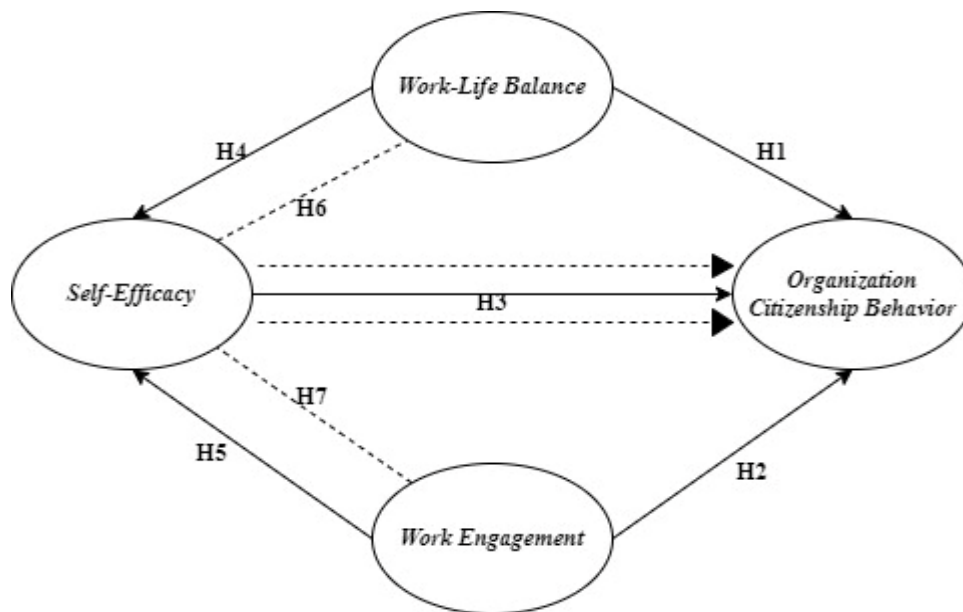 Work-Life Balance
H4
H1
H6
Self-Efficacy
H3
Organization
Citizenship Behavior
H7
H5
H2
Work Engagement